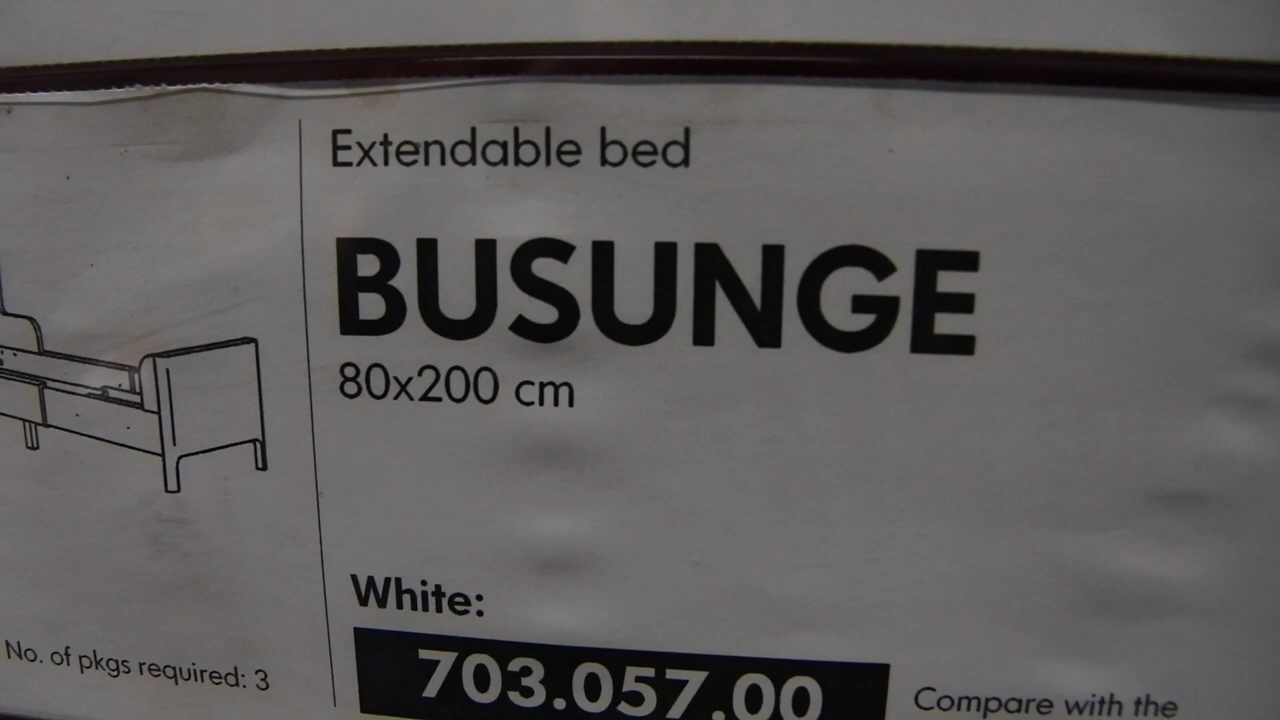 Extendable bed
BUSUNGE
80x200 cm
White:
703.057.00
No. of pkgs required: 3
Compare with the